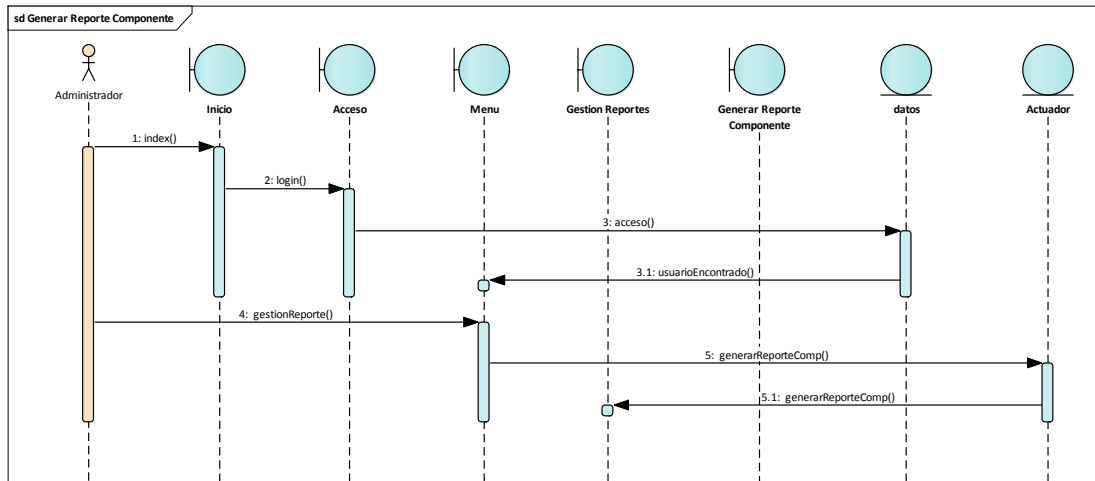 sd Generar Reporte Componente
Administrador
Inicio
Acceso
Menu
Gestion Reportes
Generar Reporte
Componente
datos
Actuador
1: index()
2: login()
3: acceso()
3.1: usuarioEncontrado()
4: gestionReporte()
5: generarReporteComp()
5.1: generarReporteComp()